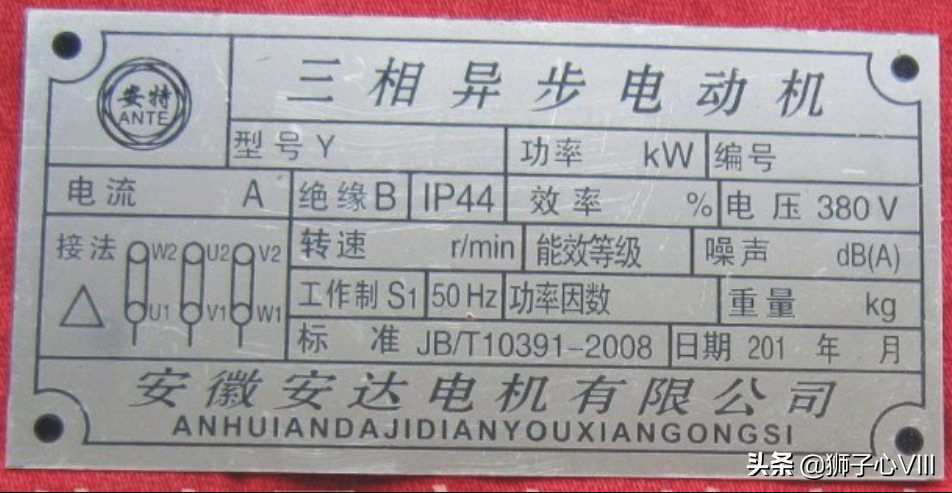 安特
ANTE
三相异步电动机
型号Y 功率 kW 编号
电流 A 绝缘B IP44 效率 % 电压 380V
接法 W2 U2 V2 转速 r/min 能效等级 噪声 dB(A)
△ U1 V1 W1 工作制 S1 50Hz 功率因数 重量 kg
标准 JB/T10391-2008 日期 201 年 月
安徽安达电机有限公司
ANHUIANDAJIDIANYOUXIANGONGSI
头条 @狮子心VIII